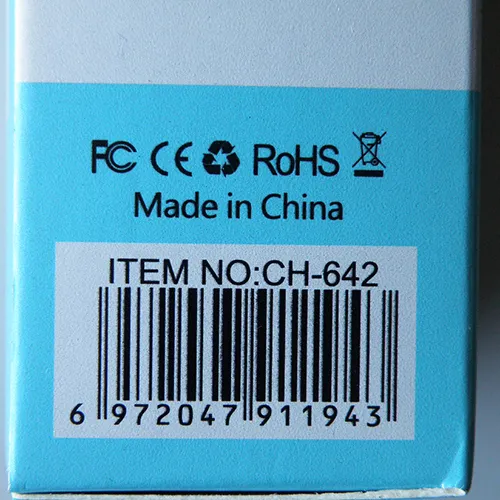 FC CE RoHS
Made in China
ITEM NO:CH-642
6 972047 911943